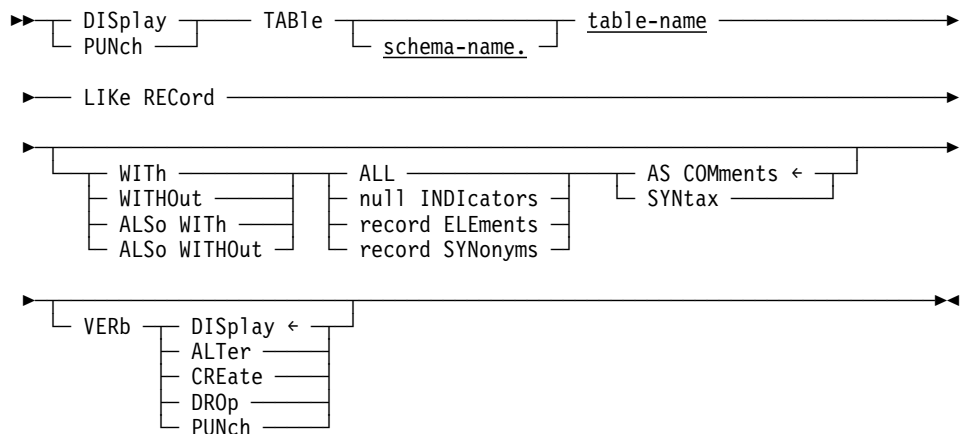 DISplay TABle table-name
PUNch schema-name.
LIKe RECord
WITh ALL AS COMments ←
WITHOut null INDIcators SYNtax
ALSo WITh record ELEments
ALSo WITHOUt record SYNonyms
VERb DISplay ←
ALTer
CREate
DROp
PUNch